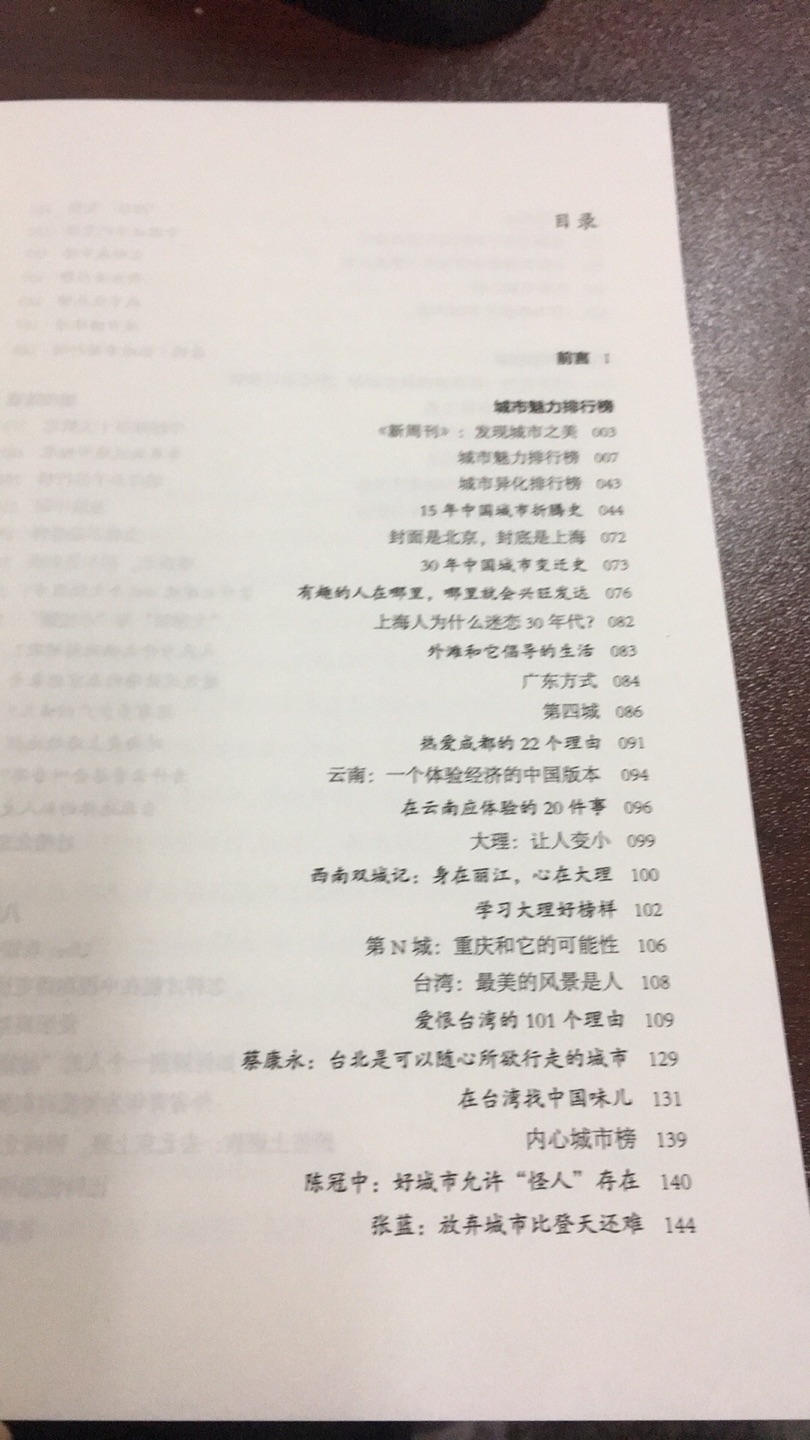 目录
前言 1
城市魅力排行榜
《新周刊》：发现城市之美 003
城市魅力排行榜 007
城市异化排行榜 043
15 年中国城市折腾史 044
封面是北京，封底是上海 072
30 年中国城市变迁史 073
有趣的人在哪里，哪里就会兴旺发达 076
上海人为什么迷恋 30 年代？ 082
外滩和它倡导的生活 083
广东方式 084
第四城 086
热爱成都的 22 个理由 091
云南：一个体验经济的中国版本 094
在云南应体验的 20 件事 096
大理：让人变小 099
西南双城记：身在丽江，心在大理 100
学习大理好榜样 102
第 N 城：重庆和它的可能性 106
台湾：最美的风景是人 108
爱恨台湾的 101 个理由 109
蔡康永：台北是可以随心所欲行走的城市 129
在台湾找中国味儿 131
内心城市榜 139
陈冠中：好城市允许“怪人”存在 140
张蓝：放弃城市比登天还难 144